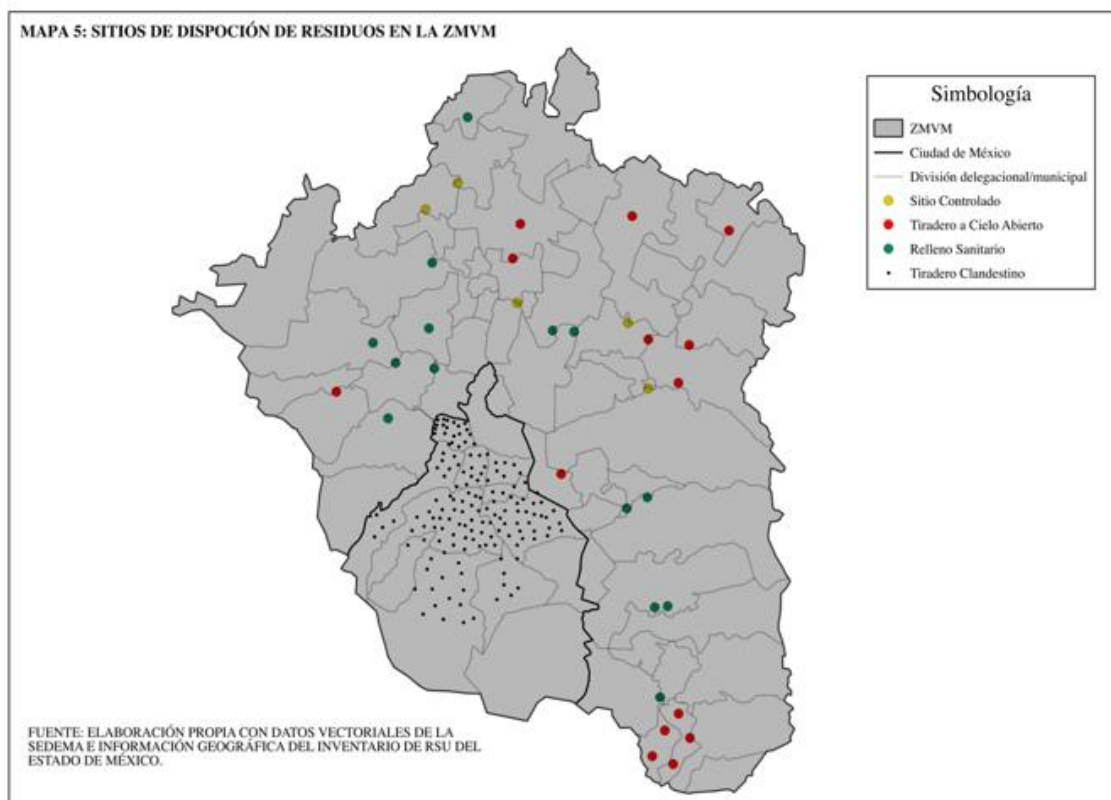 MAPA 5: SITIOS DE DISPOCIÓN DE RESIDUOS EN LA ZMVM
Simbología
ZMVM
Ciudad de México
División delegacional/municipal
Sitio Controlado
Tiradero a Cielo Abierto
Relleno Sanitario
Tiradero Clandestino
FUENTE: ELABORACIÓN PROPIA CON DATOS VECTORIALES DE LA
SEDEMA E INFORMACIÓN GEOGRÁFICA DEL INVENTARIO DE RSU DEL
ESTADO DE MÉXICO.